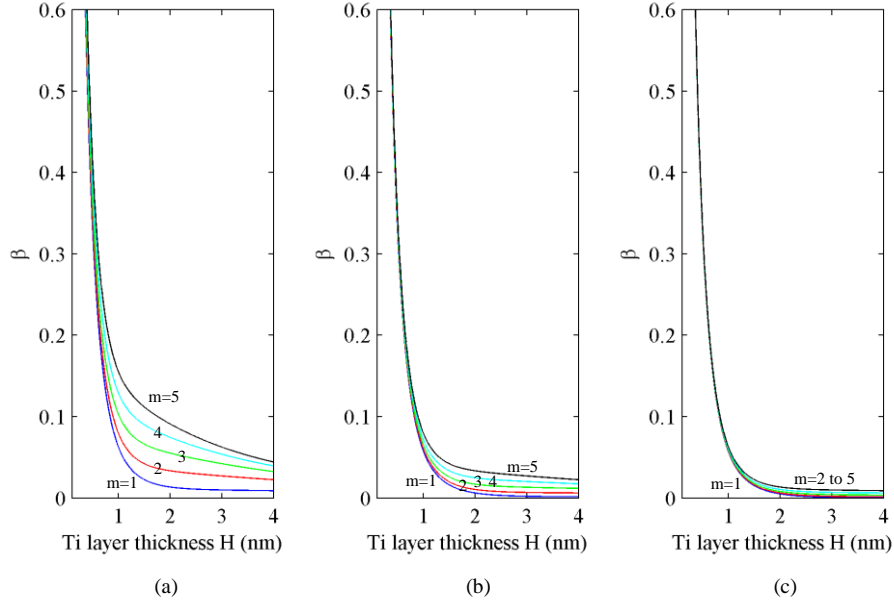 0.6
0.5
0.4
0.3
0.2
0.1
0
β
m=5
4
3
2
m=1
1 2 3 4
Ti layer thickness H (nm)
(a)
0.6
0.5
0.4
0.3
0.2
0.1
0
β
m=5
m=1
2 3 4
1 2 3 4
Ti layer thickness H (nm)
(b)
0.6
0.5
0.4
0.3
0.2
0.1
0
β
m=1
m=2 to 5
1 2 3 4
Ti layer thickness H (nm)
(c)